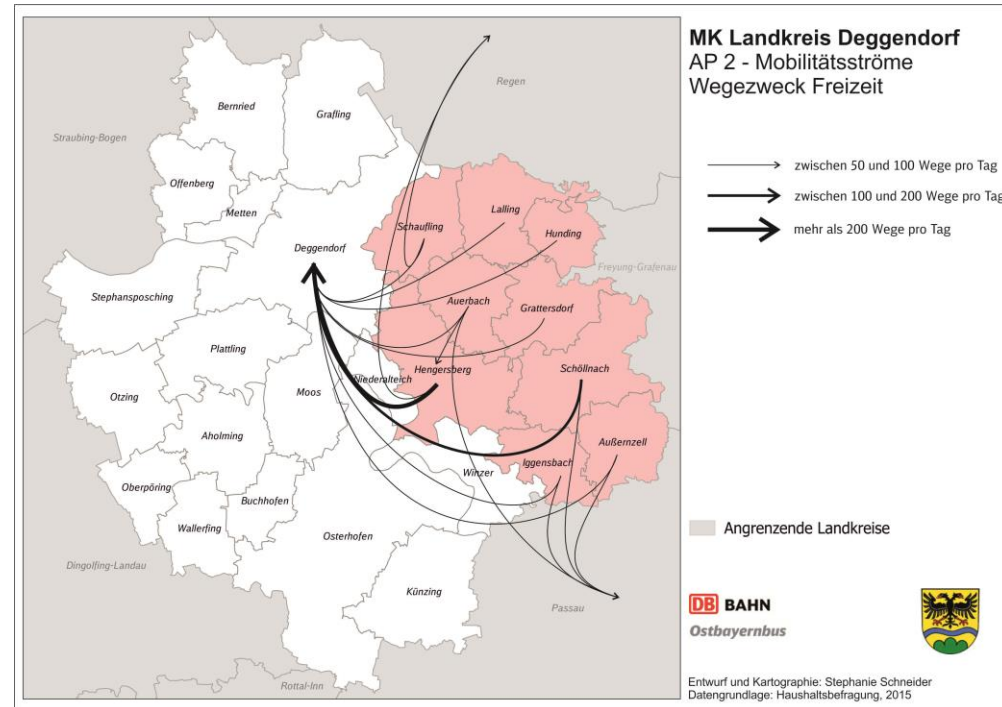 MK Landkreis Deggendorf
AP 2 - Mobilitätsströme
Wegezweck Freizeit
zwischen 50 und 100 Wege pro Tag
zwischen 100 und 200 Wege pro Tag
mehr als 200 Wege pro Tag
Regen
Bernried
Grafling
Straubing-Bogen
Offenberg
Metten
Schaufling
Lalling
Hunding
Deggendorf
Freyung-Grafenau
Stephansposching
Auerbach
Grattersdorf
Plattling
Hengersberg
Schöllnach
Niederalteich
Otzing
Moos
Aholming
Außernzell
Iggensbach
Winzer
Oberpöring
Buchhofen
Wallerfing
Osterhofen
Dingolfing-Landau
Künzing
Passau
Rottal-Inn
Angrenzende Landkreise
DB BAHN
Ostbayernbus
Entwurf und Kartographie: Stephanie Schneider
Datengrundlage: Haushaltsbefragung, 2015